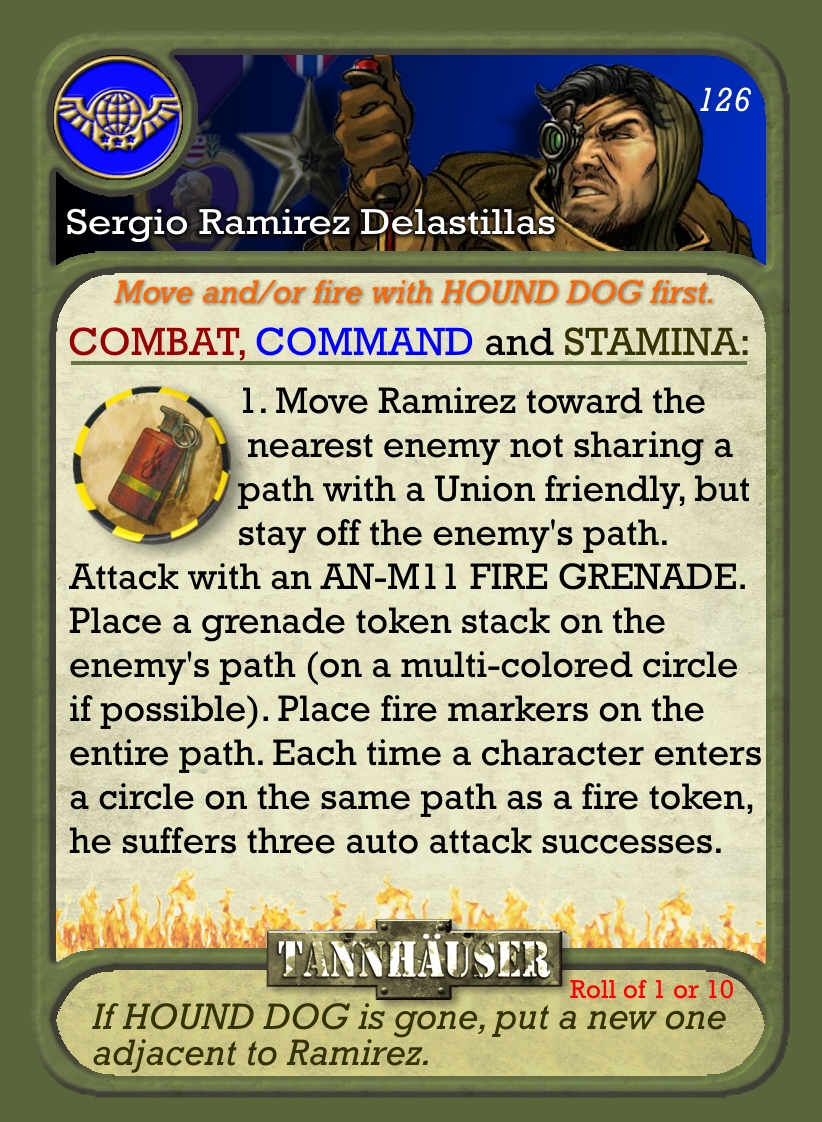 126
Sergio Ramirez Delastillas
Move and/or fire with HOUND DOG first.
COMBAT, COMMAND and STAMINA:
1. Move Ramirez toward the
nearest enemy not sharing a
path with a Union friendly, but
stay off the enemy's path.
Attack with an AN-M11 FIRE GRENADE.
Place a grenade token stack on the
enemy's path (on a multi-colored circle
if possible). Place fire markers on the
entire path. Each time a character enters
a circle on the same path as a fire token,
he suffers three auto attack successes.
TANNHÄUSER
Roll of 1 or 10
If HOUND DOG is gone, put a new one
adjacent to Ramirez.